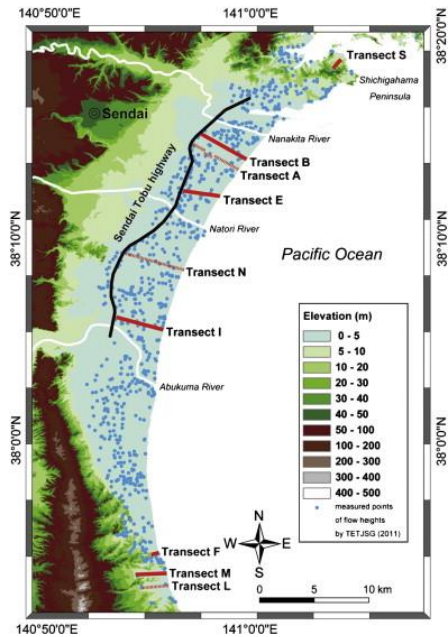 140°50'0"E 141°0'0"E
38°20'0"N
38°20'0"N
Transect S
Shichigahama
Peninsula
Sendai
Nanakita River
Transect B
Transect A
Sendai Tobu highway
Transect E
38°10'0"N
38°10'0"N
Natori River
Pacific Ocean
Transect N
Transect I
Abukuma River
Elevation (m)
0 - 5
5 - 10
10 - 20
20 - 30
30 - 40
40 - 50
50 - 100
100 - 200
200 - 300
300 - 400
400 - 500
measured points
of flow heights
by TETJSG (2011)
38°0'0"N
38°0'0"N
N
W E
S
Transect F
Transect M
Transect L
0 5 10 km
140°50'0"E 141°0'0"E